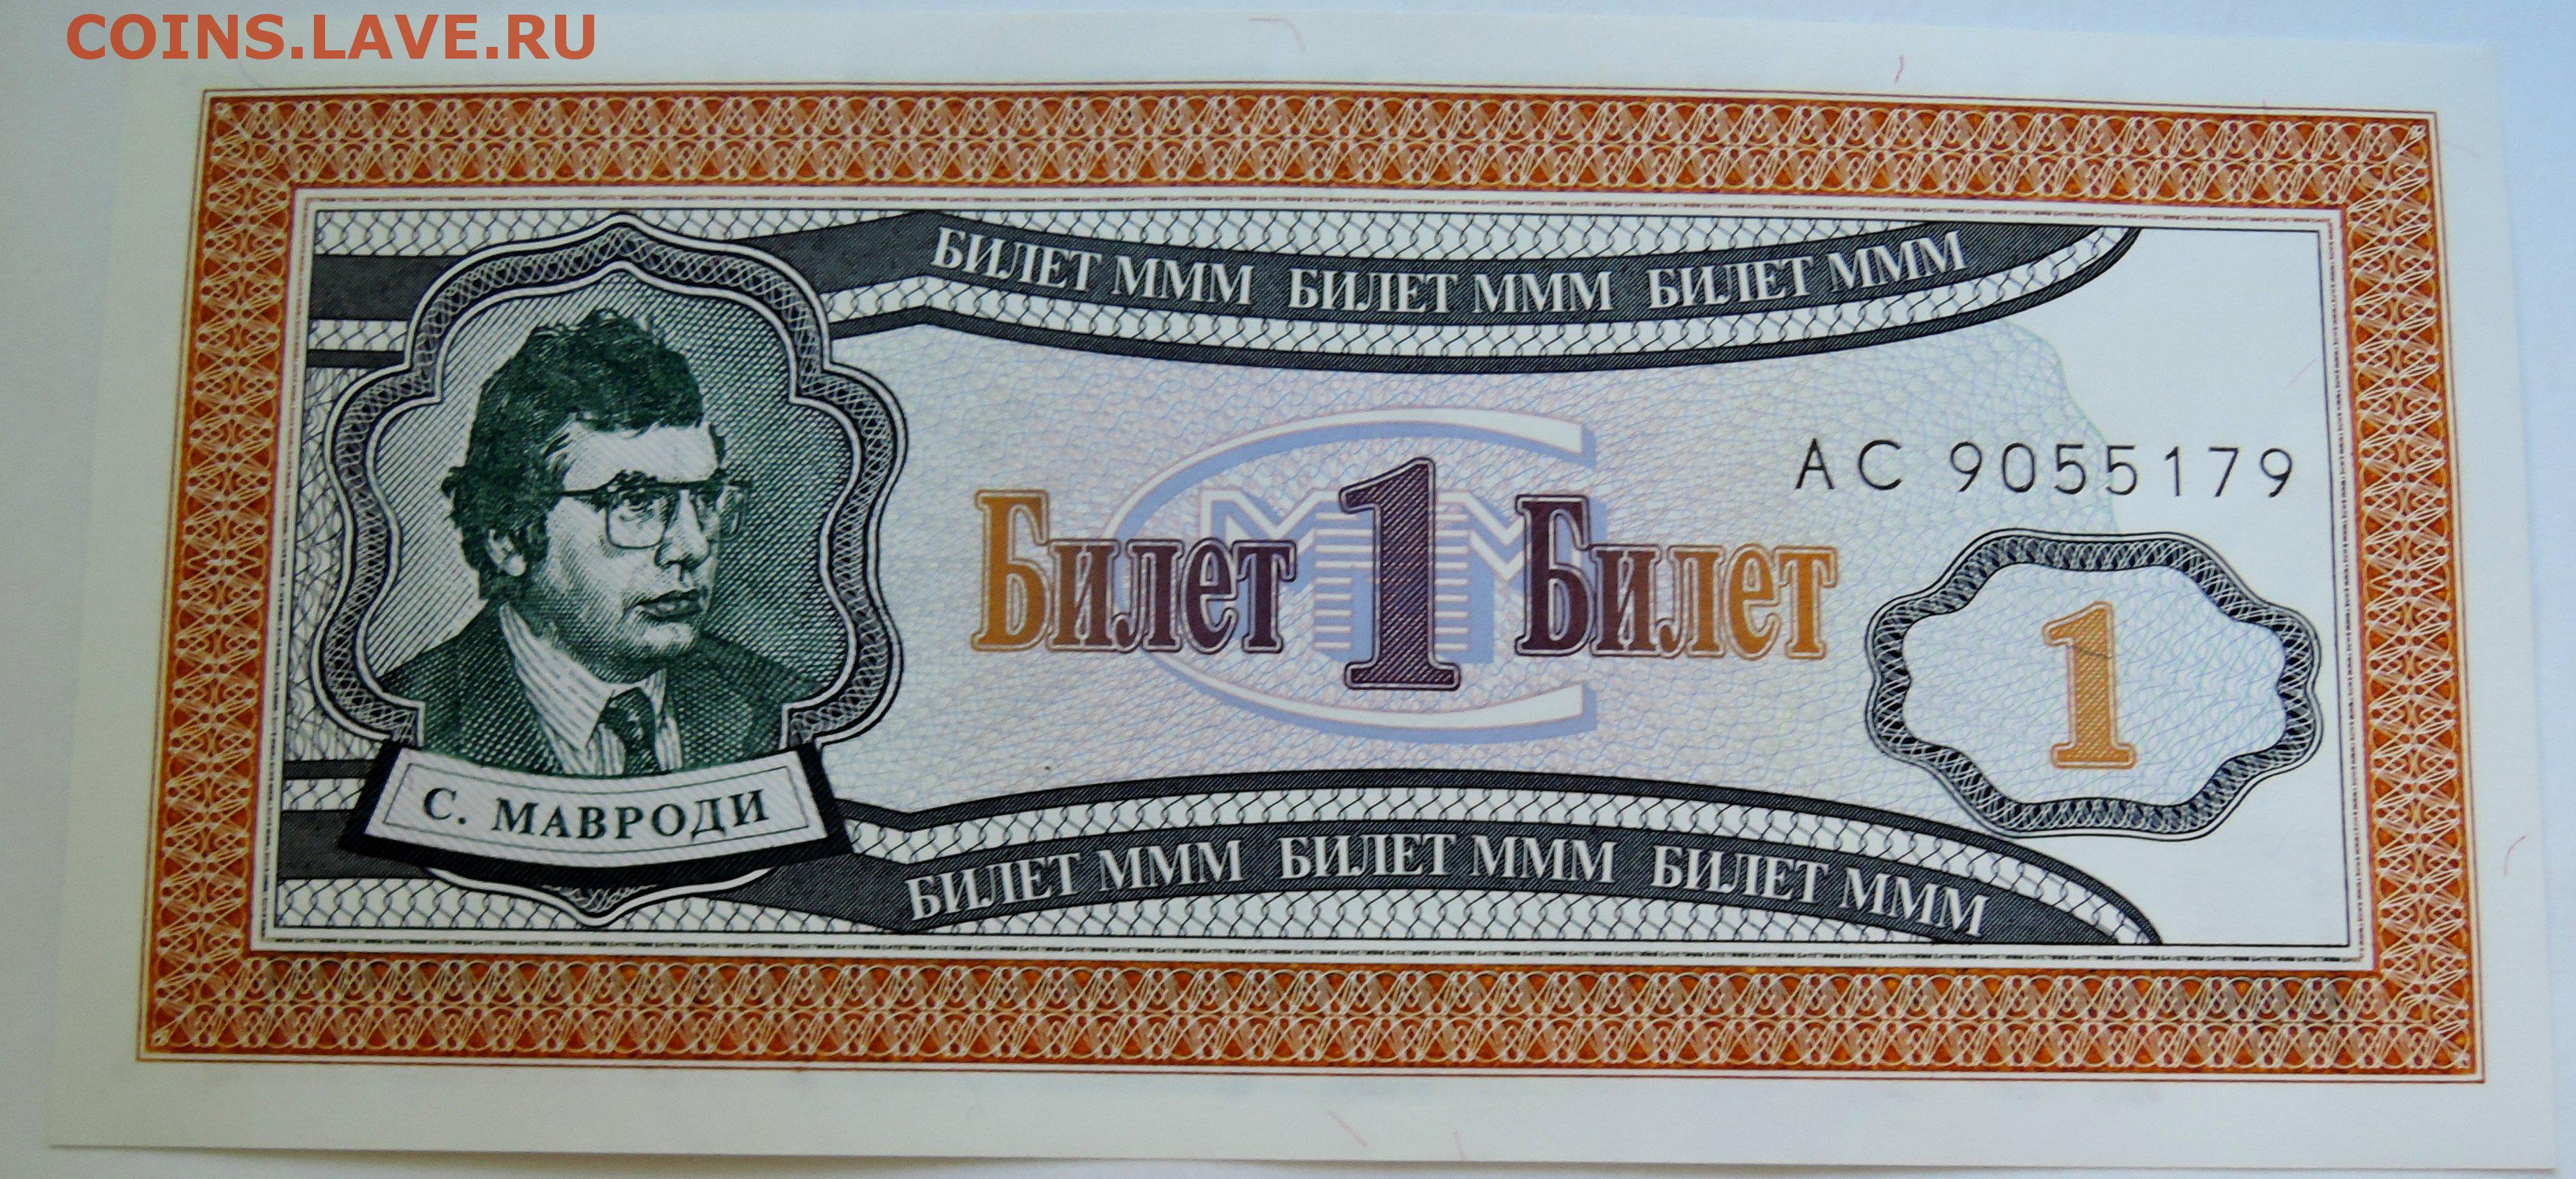 COINS.LAVE.RU
БИЛЕТ МММ БИЛЕТ МММ БИЛЕТ МММ
АС 9055179
Билет 1 Билет
МММ
1
С. МАВРОДИ
БИЛЕТ МММ БИЛЕТ МММ БИЛЕТ МММ